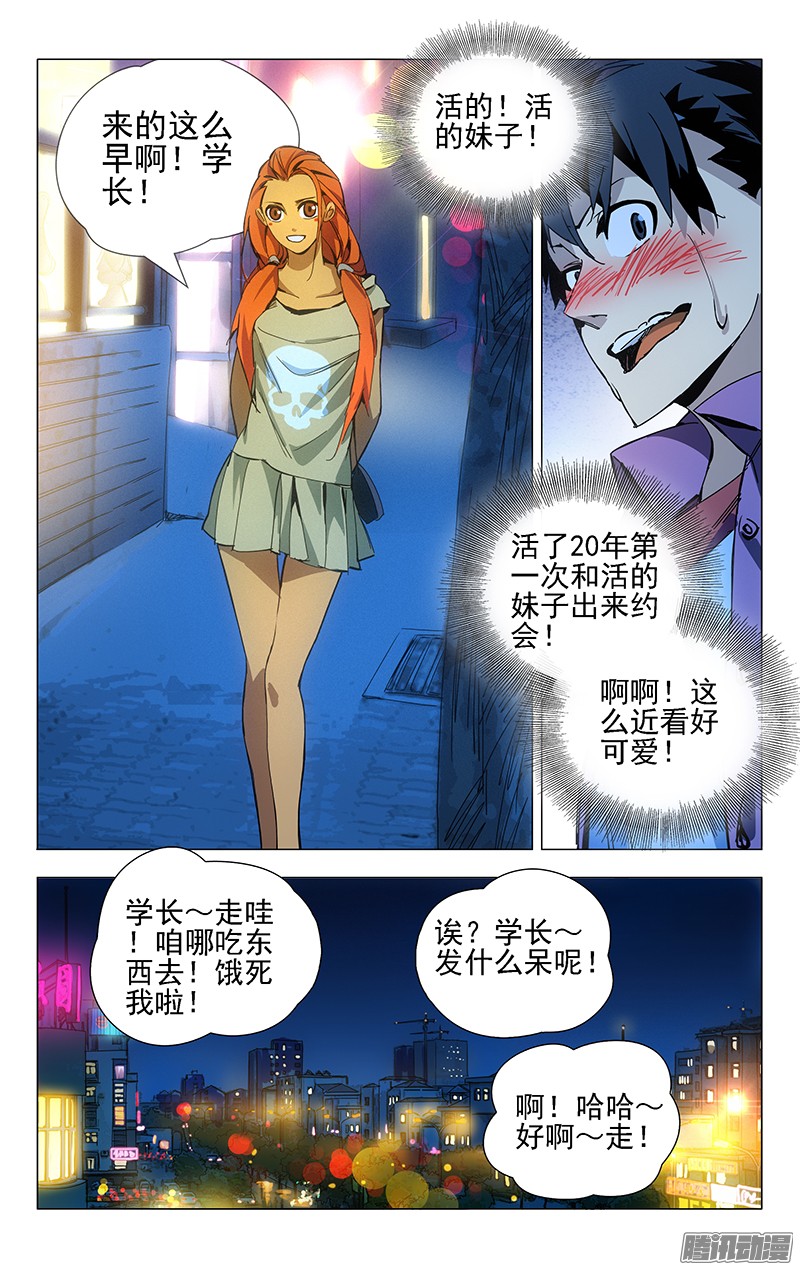 来的这么
早啊！学
长！
活的！活
的妹子！
活了20年第
一次和活的
妹子出来约
会！
啊啊！这
么近看好
可爱！
学长～走哇
！咱哪吃东
西去！饿死
我啦！
诶？学长～
发什么呆呢！
啊！哈哈～
好啊～走！
腾讯动漫